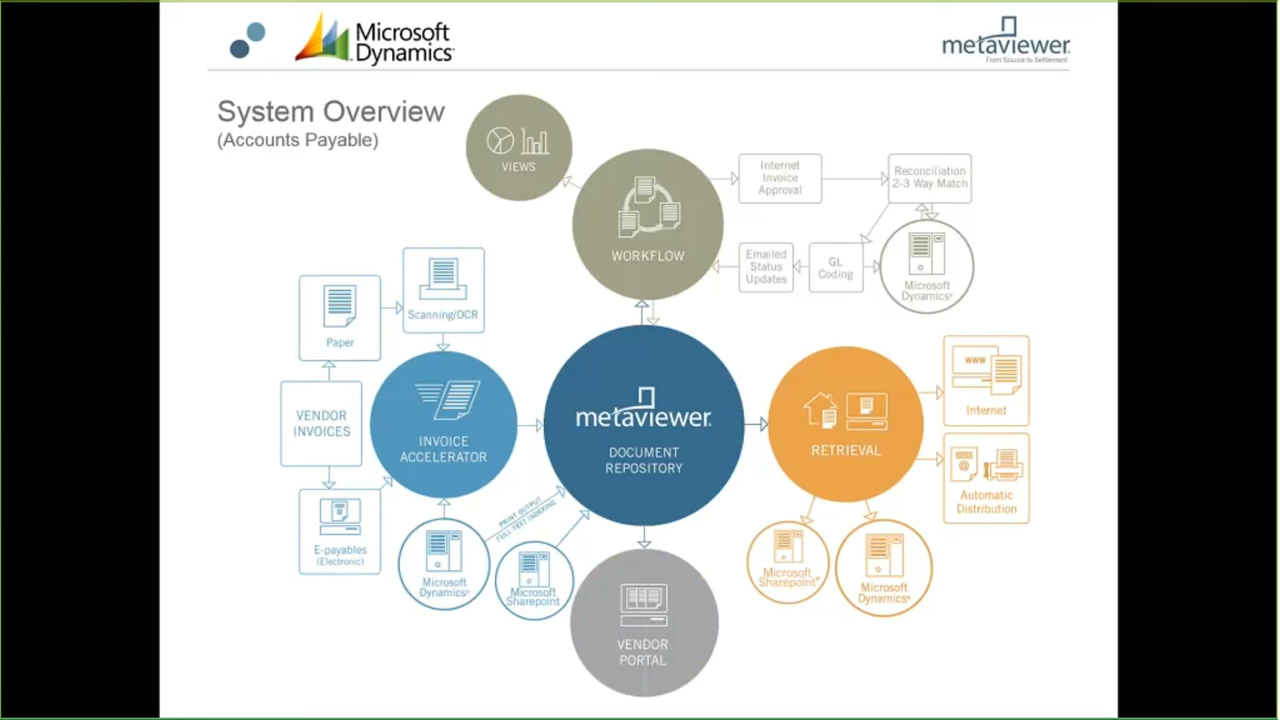 Microsoft
Dynamics
metaviewer
From Source to Settlement
System Overview
(Accounts Payable)
VIEWS
WORKFLOW
Internet
Invoice
Approval
Reconciliation
2-3 Way Match
Emailed
Status
Updates
GL
Coding
Microsoft
Dynamics®
Paper
Scanning/OCR
VENDOR
INVOICES
INVOICE
ACCELERATOR
E-payables
(Electronic)
Microsoft
Dynamics®
PRINT OUTPUT
FULL-TEXT INDEXING
Microsoft
Sharepoint
metaviewer.
DOCUMENT
REPOSITORY
VENDOR
PORTAL
RETRIEVAL
WWW
Internet
@
Automatic
Distribution
Microsoft
Sharepoint®
Microsoft
Dynamics®